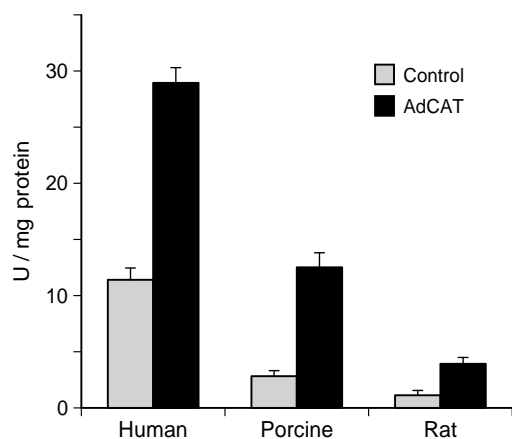 30
20
10
0
U / mg protein
Control
AdCAT
Human Porcine Rat